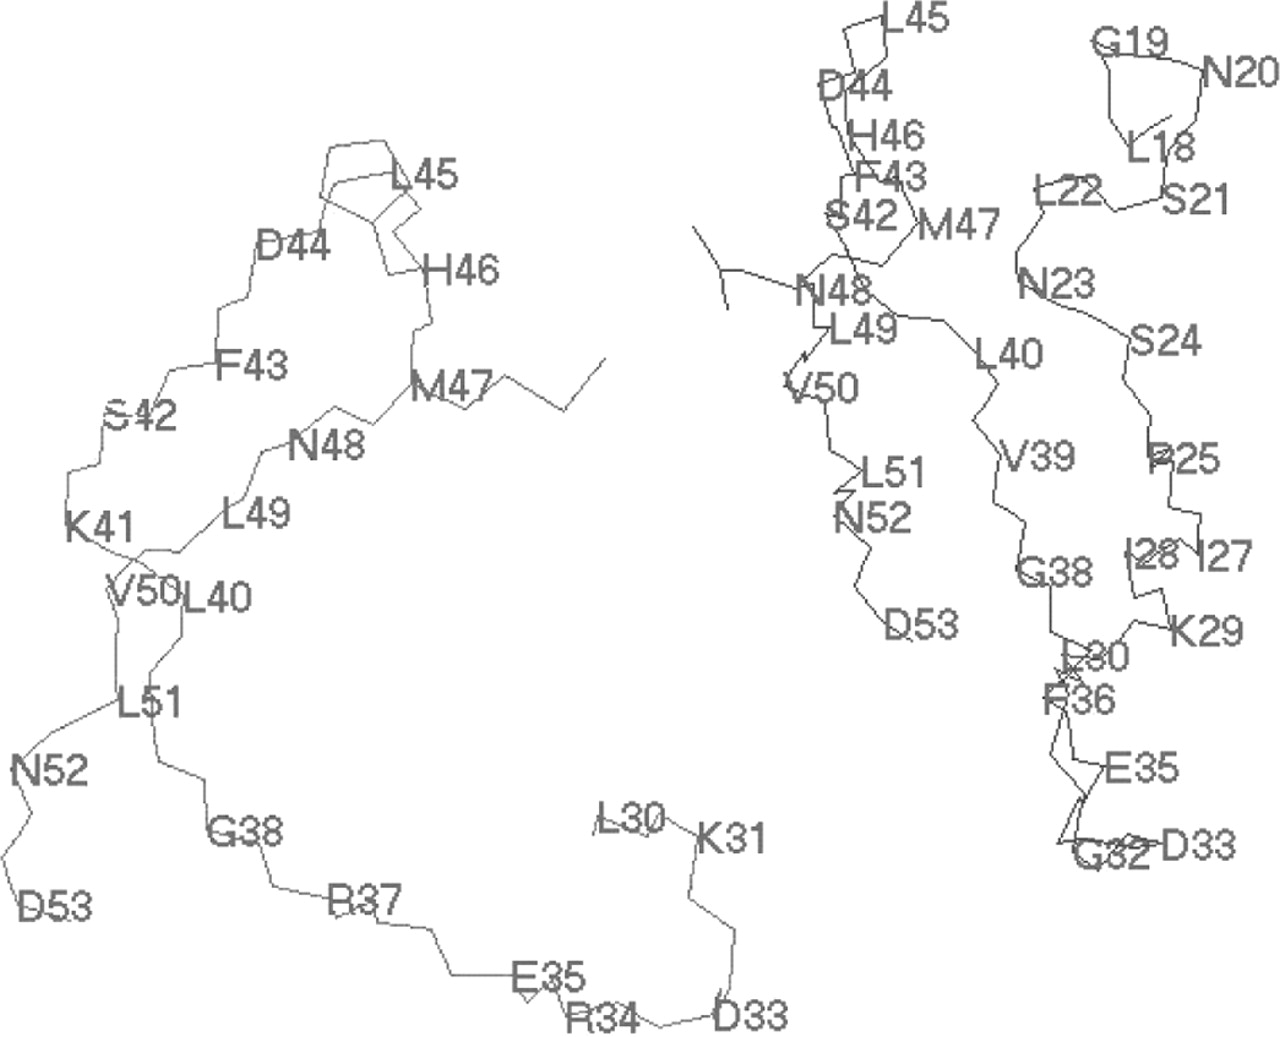 L45
D44
H46
F43
S42
M47
N48
K41
L49
V50
L40
L51
N52
G38
D53
R37
L30
K31
E35
R34
D33
L45
G19
N20
D44
H46
L18
F43
L22
S21
S42
M47
N23
N48
L49
S24
L40
V50
V39
P25
L51
N52
I28
I27
G38
D53
K29
L30
F36
E35
G32
D33